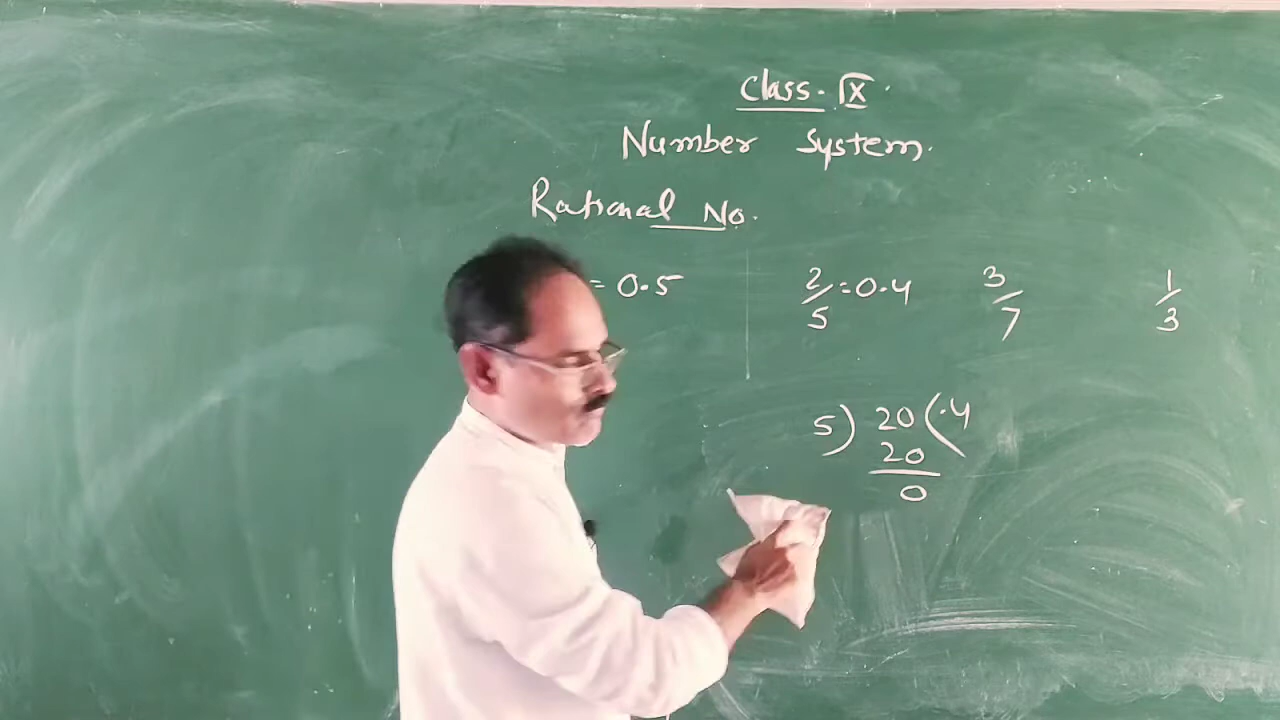 Class. IX.
Number System.
Rational No.
= 0.5 2/5 = 0.4 3/7 1/3
5) 20 (.4
20
0